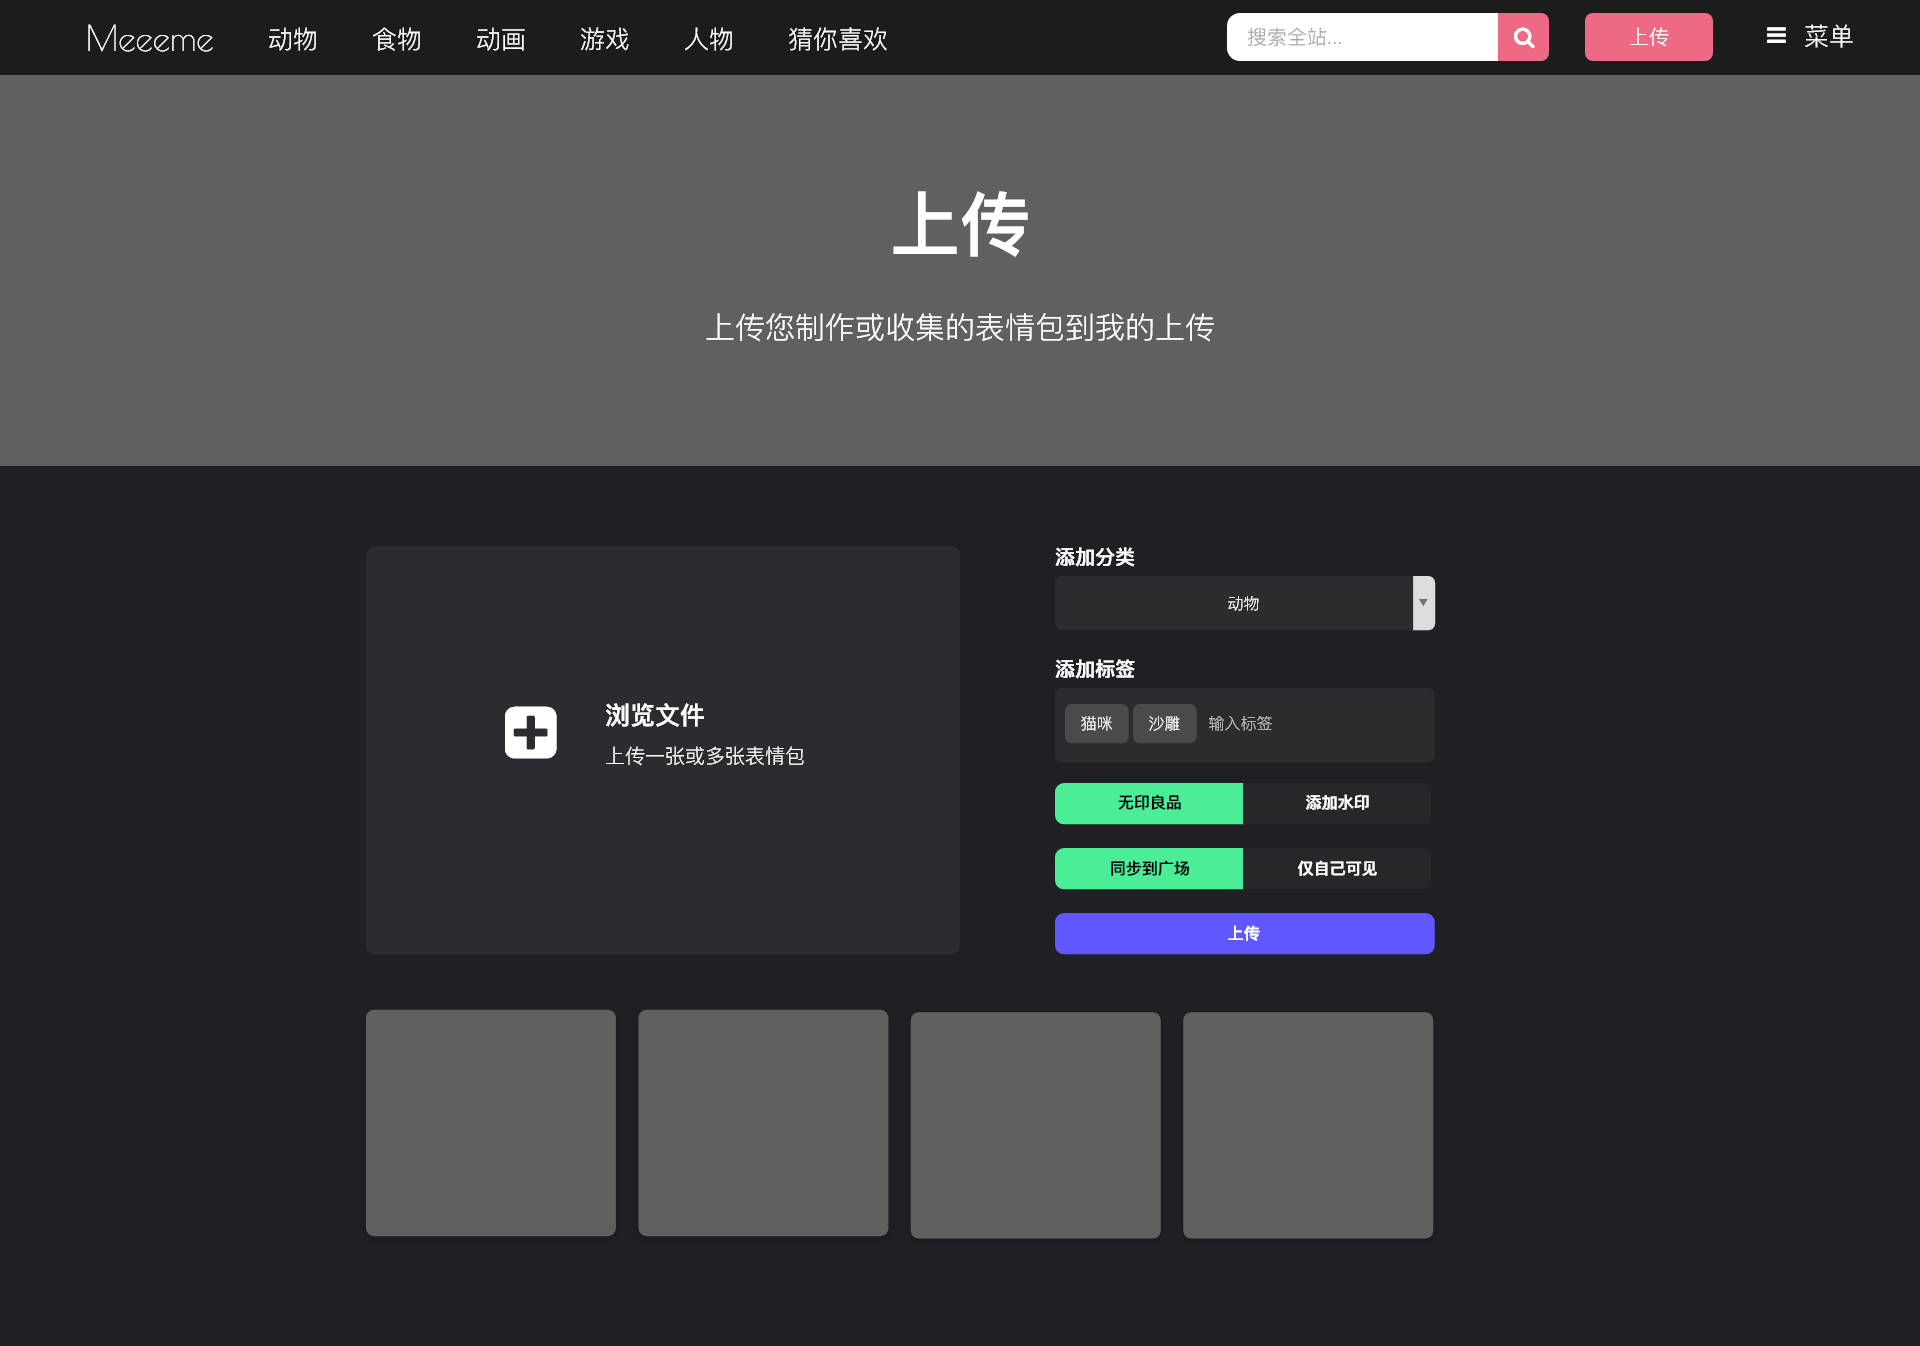 Meeeme 动物 食物 动画 游戏 人物 猜你喜欢 搜索全站... 上传 菜单
上传
上传您制作或收集的表情包到我的上传
浏览文件
上传一张或多张表情包
添加分类
动物
添加标签
猫咪 沙雕 输入标签
无印良品 添加水印
同步到广场 仅自己可见
上传